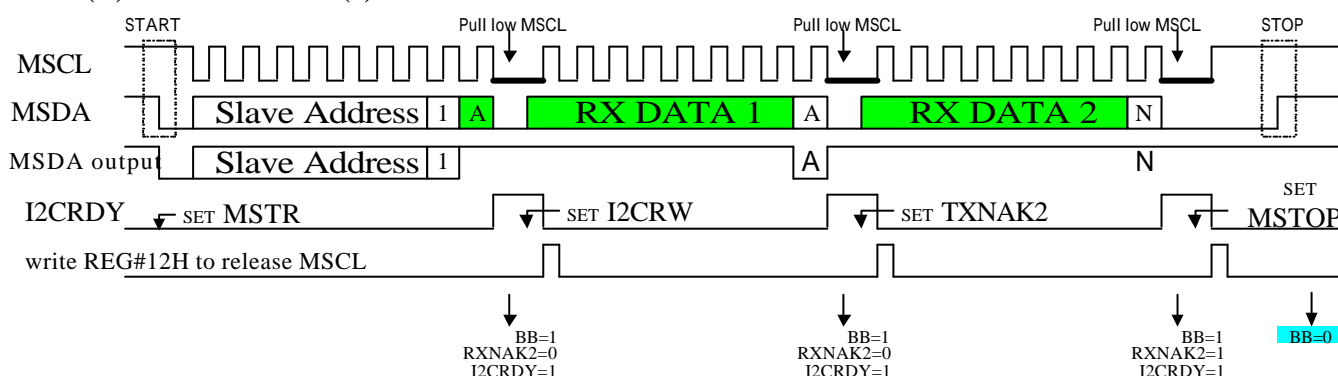 START Pull low MSCL Pull low MSCL Pull low MSCL STOP
MSCL
MSDA Slave Address 1 A RX DATA 1 A RX DATA 2 N
MSDA output Slave Address 1 A N
I2CRDY SET MSTR SET I2CRW SET TXNAK2 SET MSTOP
write REG#12H to release MSCL
BB=1 BB=1 BB=1 BB=0
RXNAK2=0 RXNAK2=0 RXNAK2=1
I2CRDY=1 I2CRDY=1 I2CRDY=1